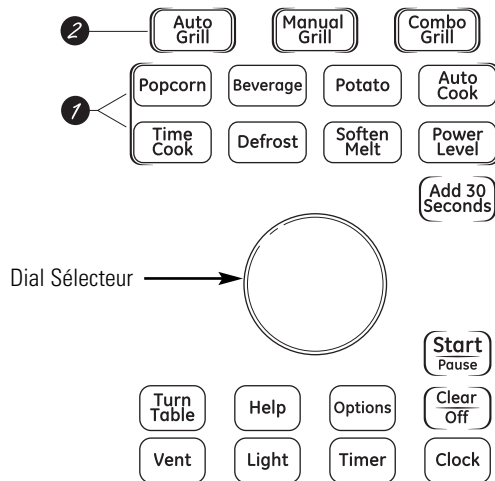 2
Auto
Grill
Manual
Grill
Combo
Grill
1
Popcorn
Beverage
Potato
Auto
Cook
Time
Cook
Defrost
Soften
Melt
Power
Level
Add 30
Seconds
Dial Sélecteur
Start
Pause
Turn
Table
Help
Options
Clear
Off
Vent
Light
Timer
Clock